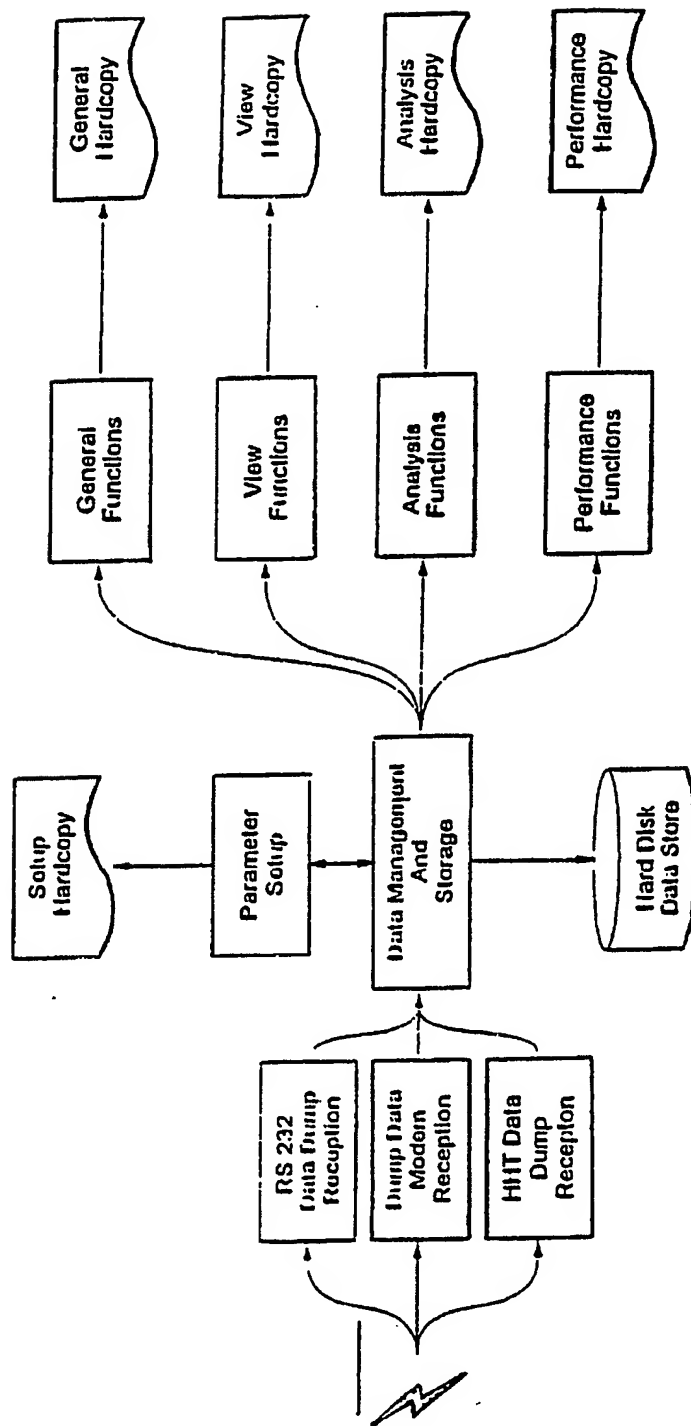 Setup
Hardcopy
Parameter
Setup
RS 232
Data Dump
Reception
Dump Data
Modem
Reception
HHT Data
Dump
Reception
Data Management
And
Storage
Hard Disk
Data Store
General
Functions
View
Functions
Analysis
Functions
Performance
Functions
General
Hardcopy
View
Hardcopy
Analysis
Hardcopy
Performance
Hardcopy